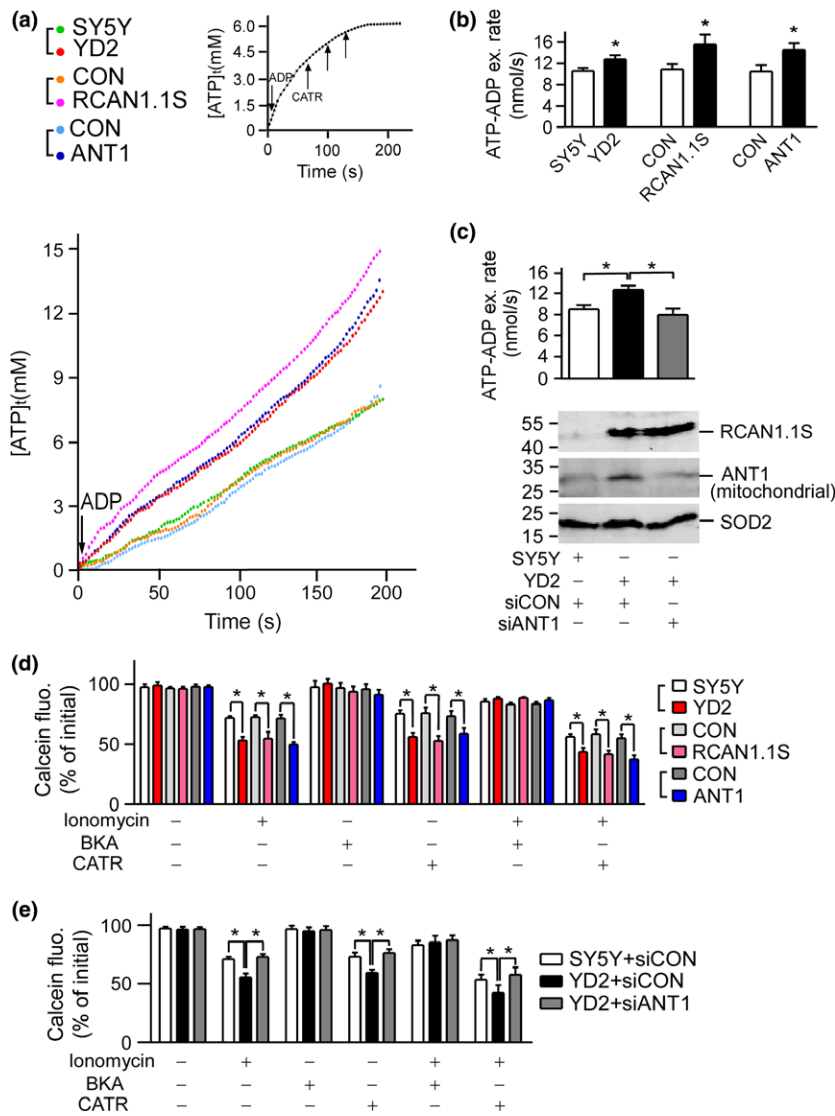 (a)
SY5Y
YD2
CON
RCAN1.1S
CON
ANT1
[ATP]t(mM)
6.0
4.5
3.0
1.5
0
ADP
CATR
0 100 200
Time (s)
(b)
ATP-ADP ex. rate
(nmol/s)
16
12
8
4
0
* * *
SY5Y YD2 CON RCAN1.1S CON ANT1
[ATP]t(mM)
15
12
9
6
3
0
ADP
50 100 150 200
Time (s)
(c)
ATP-ADP ex. rate
(nmol/s)
16
12
8
4
0
* *
55
40
RCAN1.1S
35
25
ANT1
(mitochondrial)
25
15
SOD2
SY5Y + – –
YD2 – + +
siCON + + –
siANT1 – – +
(d)
Calcein fluo.
(% of initial)
100
50
0
* * * * * * * * *
SY5Y
YD2
CON
RCAN1.1S
CON
ANT1
Ionomycin – + – – + +
BKA – – + – + –
CATR – – – + – +
(e)
Calcein fluo.
(% of initial)
100
50
0
* * * * * *
SY5Y+siCON
YD2+siCON
YD2+siANT1
Ionomycin – + – – + +
BKA – – + – + –
CATR – – – + – +